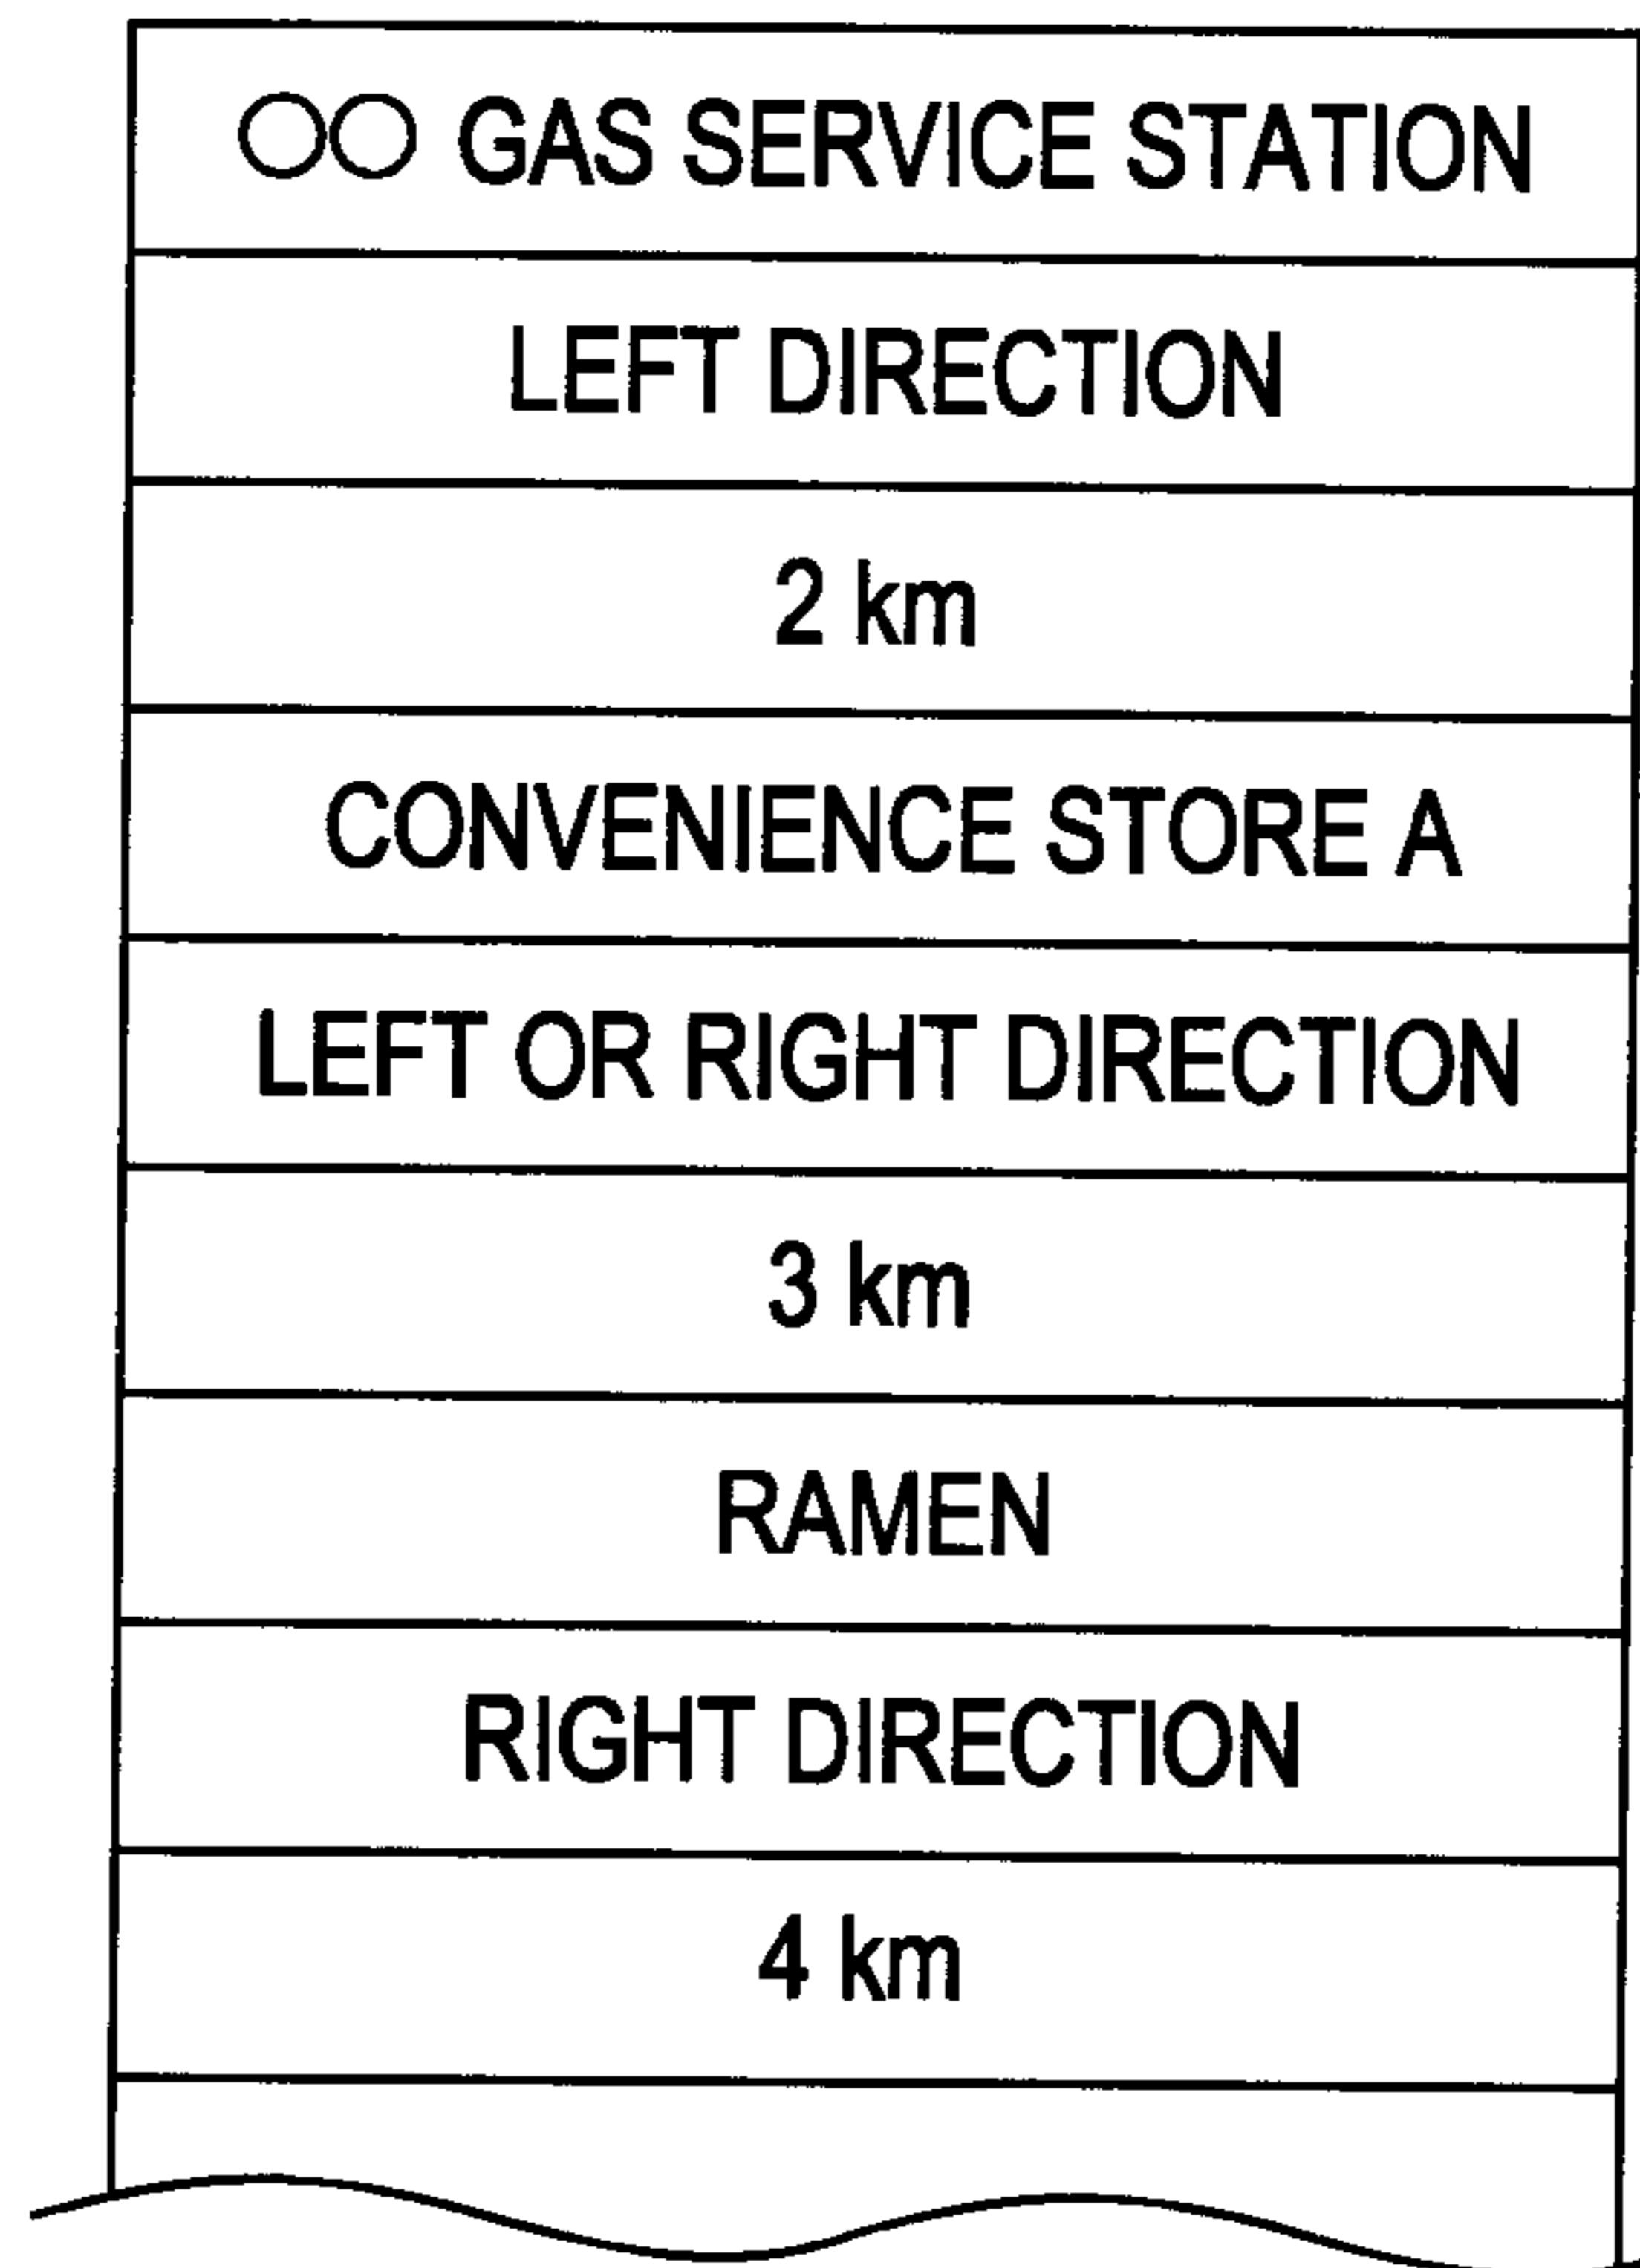 ○○ GAS SERVICE STATION
LEFT DIRECTION
2 km
CONVENIENCE STORE A
LEFT OR RIGHT DIRECTION
3 km
RAMEN
RIGHT DIRECTION
4 km